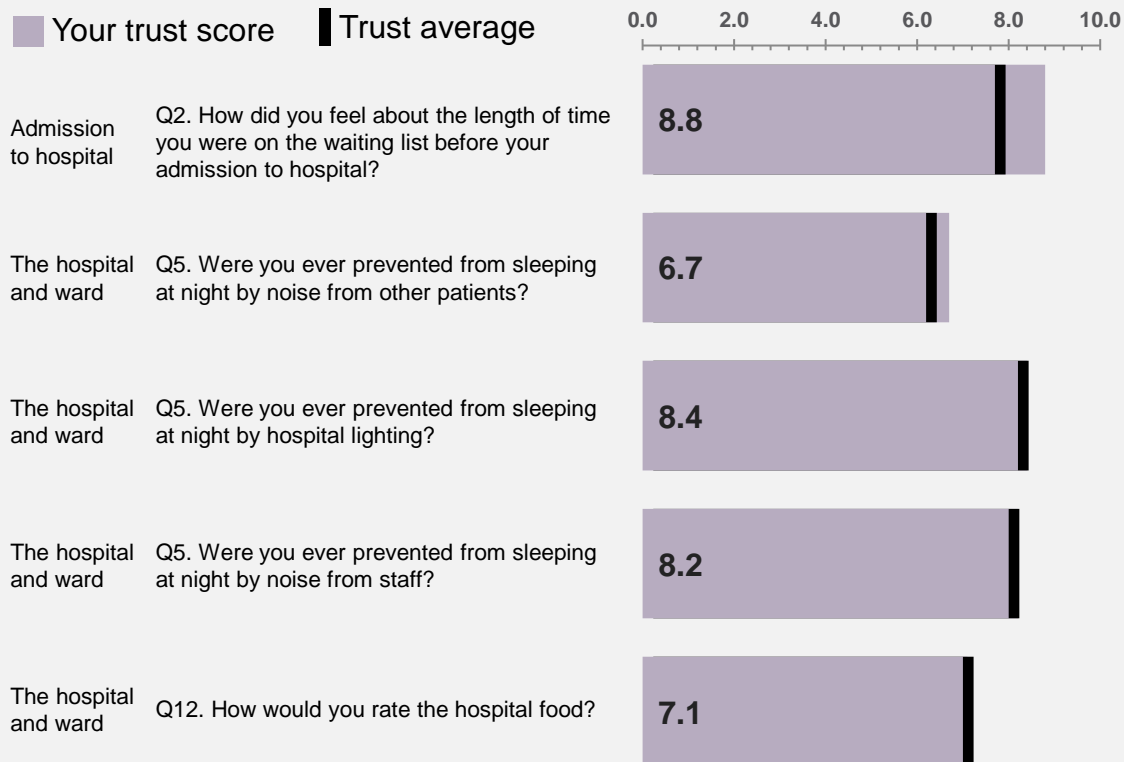 Your trust score
Trust average
0.0 2.0 4.0 6.0 8.0 10.0
Admission
to hospital
Q2. How did you feel about the length of time
you were on the waiting list before your
admission to hospital?
8.8
The hospital
and ward
Q5. Were you ever prevented from sleeping
at night by noise from other patients?
6.7
The hospital
and ward
Q5. Were you ever prevented from sleeping
at night by hospital lighting?
8.4
The hospital
and ward
Q5. Were you ever prevented from sleeping
at night by noise from staff?
8.2
The hospital
and ward
Q12. How would you rate the hospital food?
7.1